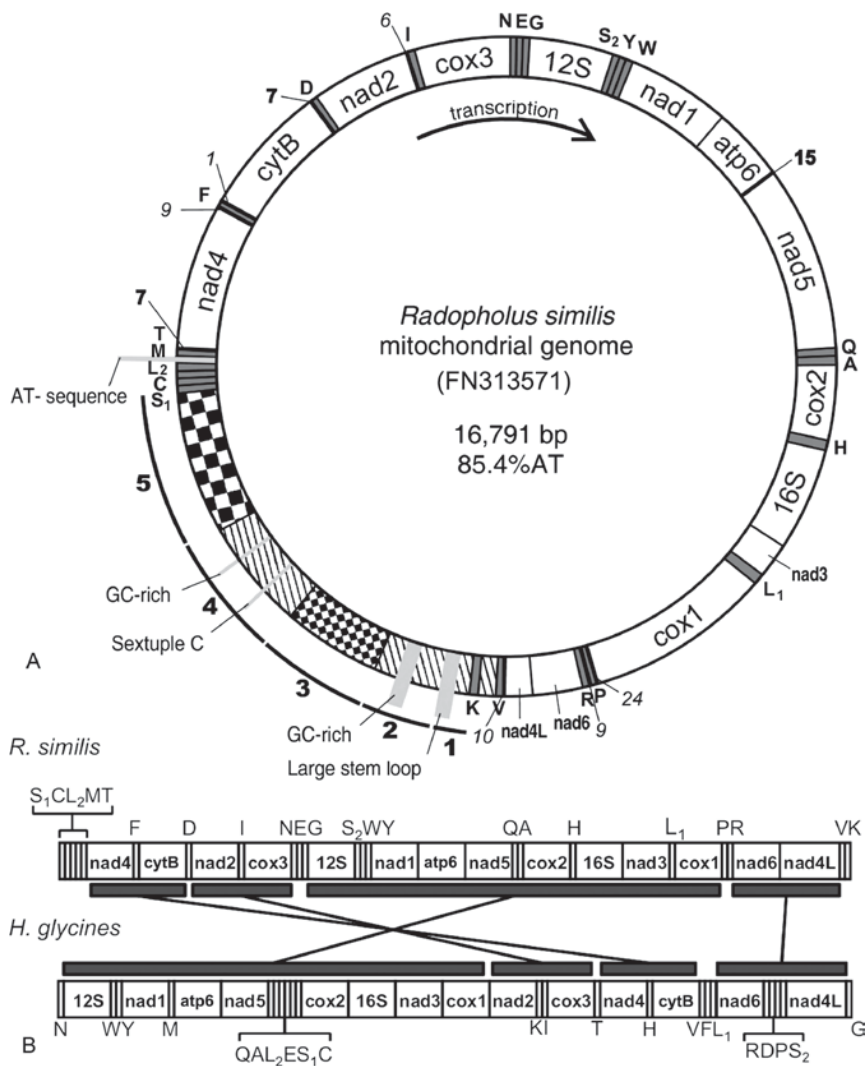 N E G
S2 Y W
I
6
cox3
12S
nad2
nad1
D
7
transcription
atp6
15
cytB
1
F
9
nad5
nad4
Radopholus similis
mitochondrial genome
(FN313571)
16,791 bp
85.4%AT
7
T
M
L2
C
S1
AT- sequence
Q
A
cox2
H
16S
nad3
L1
cox1
5
GC-rich
4
Sextuple C
3
GC-rich
2
Large stem loop
1
K
V
10
nad4L
nad6
R P
9
24
A
R. similis
S1CL2MT
F D I NEG S2WY QA H L1 PR VK
nad4 cytB nad2 cox3 12S nad1 atp6 nad5 cox2 16S nad3 cox1 nad6 nad4L
H. glycines
12S nad1 atp6 nad5 cox2 16S nad3 cox1 nad2 cox3 nad4 cytB nad6 nad4L
N WY M KI T H VFL1 G
B
QAL2ES1C
RDPS2